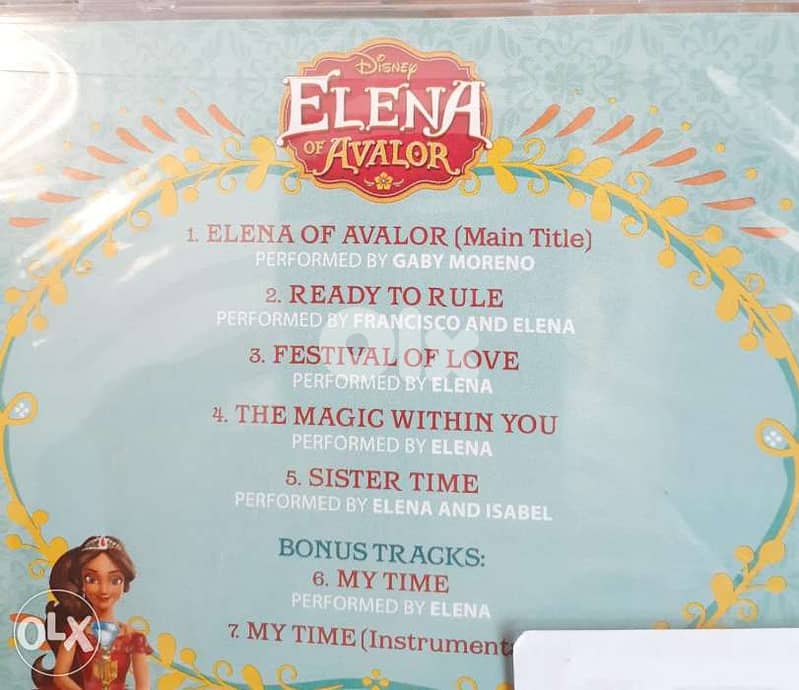 Disney
ELENA
OF AVALOR
1. ELENA OF AVALOR (Main Title)
PERFORMED BY GABY MORENO
2. READY TO RULE
PERFORMED BY FRANCISCO AND ELENA
3. FESTIVAL OF LOVE
PERFORMED BY ELENA
4. THE MAGIC WITHIN YOU
PERFORMED BY ELENA
5. SISTER TIME
PERFORMED BY ELENA AND ISABEL
BONUS TRACKS:
6. MY TIME
PERFORMED BY ELENA
7. MY TIME (Instrument
OLX
OLX